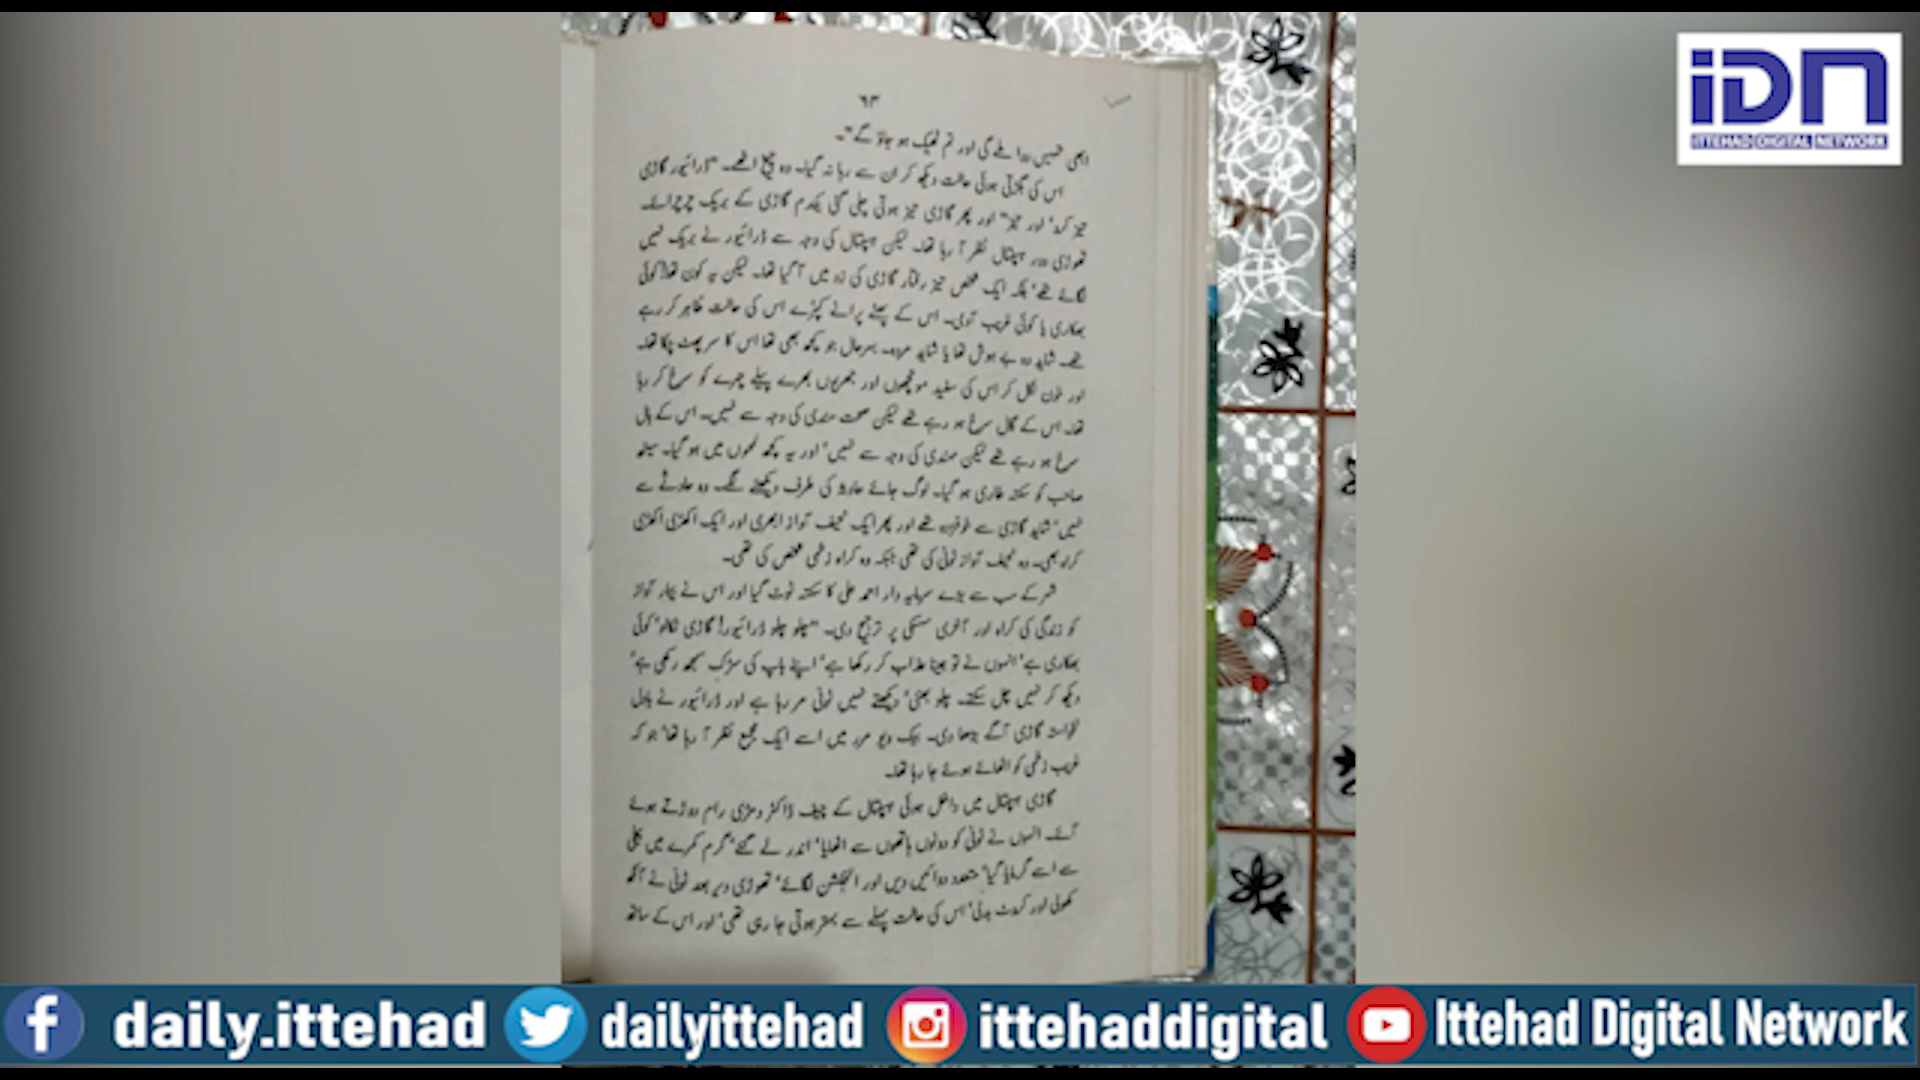 ۶۳
ابھی تمہیں دوا ملے گی اور تم ٹھیک ہو جاؤ گے"۔
اس کی بگڑتی ہوئی حالت دیکھ کر ان سے رہا نہ گیا۔ وہ چیخ اٹھے۔ "ڈرائیور گاڑی
تیز کرو' اور تیز" اور پھر گاڑی تیز ہوتی چلی گئی یکدم گاڑی کے بریک چرچرائے۔
تھوڑی دور ہسپتال نظر آ رہا تھا۔ لیکن ہسپتال کی وجہ سے ڈرائیور نے بریک نہیں
لگائے تھے' بلکہ ایک شخص تیز رفتار گاڑی کی زد میں آ گیا تھا۔ لیکن یہ کون تھا! کوئی
بھکاری یا کوئی غریب آدمی۔ اس کے پھٹے پرانے کپڑے اس کی حالت ظاہر کر رہے
تھے۔ شاید وہ بے ہوش تھا یا شاید مردہ۔ بہرحال جو کچھ بھی تھا اس کا سر پھٹ چکا تھا۔
اور خون نکل کر اس کی سفید مونچھوں اور جھریوں بھرے پیلے چہرے کو سرخ کر رہا
تھا۔ اس کے گال سرخ ہو رہے تھے لیکن صحت مندی کی وجہ سے نہیں۔ اس کے بال
سرخ ہو رہے تھے لیکن مہندی کی وجہ سے نہیں' اور یہ کچھ لمحوں میں ہو گیا۔ سیٹھ
صاحب کو سکتہ طاری ہو گیا۔ لوگ جائے حادثہ کی طرف دیکھنے لگے۔ وہ حادثے سے
نہیں' شاید گاڑی سے خوفزدہ تھے اور پھر ایک نحیف آواز ابھری اور ایک اکھڑی اکھڑی
کراہ بھی۔ وہ نحیف آواز ٹونی کی تھی جبکہ وہ کراہ زخمی شخص کی تھی۔
شہر کے سب سے بڑے سرمایہ دار احمد علی کا سکتہ ٹوٹ گیا اور اس نے بیمار آواز
کو زندگی کی کراہ اور آخری سسکی پر ترجیح دی۔ "چلو چلو ڈرائیور! گاڑی نکالو' کوئی
بھکاری ہے' انہوں نے تو جینا عذاب کر رکھا ہے' اپنے باپ کی سڑک سمجھ رکھی ہے'
دیکھ کر نہیں چل سکتے۔ چلو بھئی' دیکھتے نہیں ٹونی مر رہا ہے اور ڈرائیور نے بادل
نخواستہ گاڑی آگے بڑھا دی۔ بیک ویو مرر میں اسے ایک مجمع نظر آ رہا تھا' جو کہ
غریب زخمی کو اٹھائے ہوئے جا رہا تھا۔
گاڑی ہسپتال میں داخل ہوئی ہسپتال کے چیف ڈاکٹر دمڑی رام دوڑتے ہوئے
آئے۔ انہوں نے ٹونی کو دونوں ہاتھوں سے اٹھایا' اندر لے گئے' گرم کمرے میں بجلی
سے اسے گرمایا گیا' متعدد دوائیں دیں اور انجکشن لگائے' تھوڑی دیر بعد ٹونی نے آنکھ
کھولی اور کروٹ بدلی' اس کی حالت پہلے سے بہتر ہوتی جا رہی تھی' اور اس کے ساتھ
iDN
ITTEHAD DIGITAL NETWORK
daily.ittehad dailyittehad ittehaddigital Ittehad Digital Network